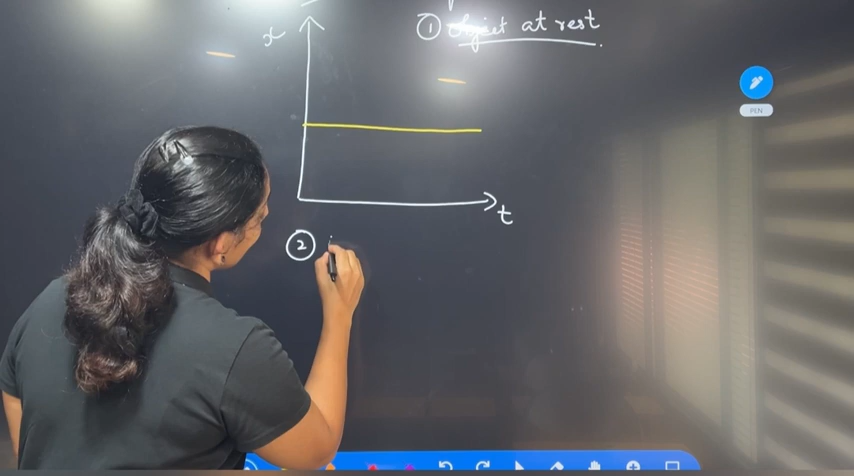 ① Object at rest.
x
t
②
PEN